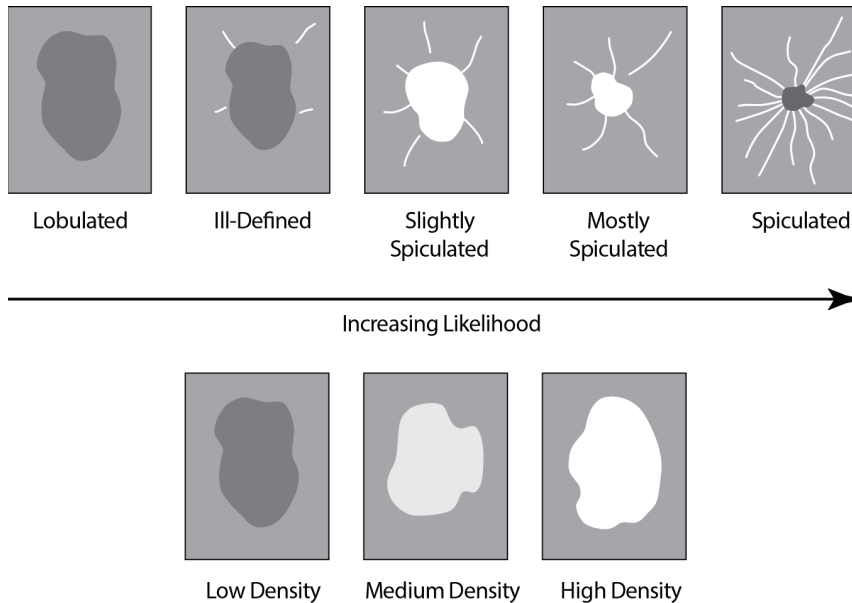 Lobulated
Ill-Defined
Slightly
Spiculated
Mostly
Spiculated
Spiculated
Increasing Likelihood
Low Density
Medium Density
High Density